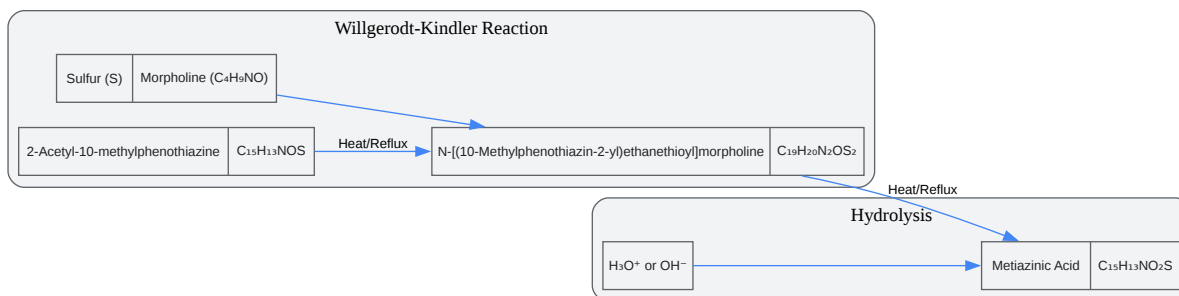 Willgerodt-Kindler Reaction
Sulfur (S) Morpholine (C₄H₉NO)
2-Acetyl-10-methylphenothiazine C₁₅H₁₃NOS Heat/Reflux N-[(10-Methylphenothiazin-2-yl)ethanethioyl]morpholine C₁₉H₂₀N₂OS₂
Heat/Reflux
Hydrolysis
H₃O⁺ or OH⁻ Metiazinic Acid C₁₅H₁₃NO₂S